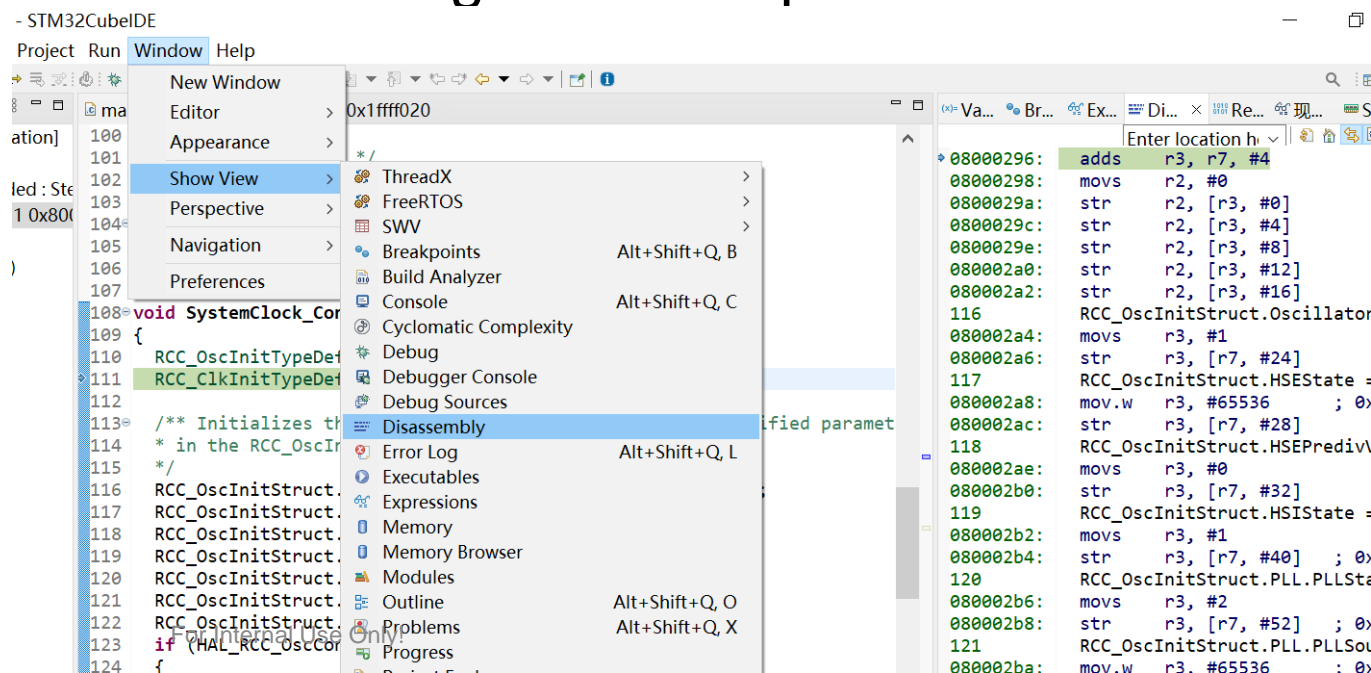 - STM32CubeIDE
Project Run Window Help
New Window
Editor
Appearance
Show View
Perspective
Navigation
Preferences
ThreadX
FreeRTOS
SWV
Breakpoints Alt+Shift+Q, B
Build Analyzer
Console Alt+Shift+Q, C
Cyclomatic Complexity
Debug
Debugger Console
Debug Sources
Disassembly
Error Log Alt+Shift+Q, L
Executables
Expressions
Memory
Memory Browser
Modules
Outline Alt+Shift+Q, O
Problems Alt+Shift+Q, X
Progress
ation]
ded : Ste
1 0x800
)
ma
0x1ffff020
100
101 */
102
103
104
105
106
107
108 void SystemClock_Con
109 {
110 RCC_OscInitTypeDef
111 RCC_ClkInitTypeDef
112
113 /** Initializes th ified paramet
114 * in the RCC_OscIn
115 */
116 RCC_OscInitStruct. ;
117 RCC_OscInitStruct.
118 RCC_OscInitStruct.
119 RCC_OscInitStruct.
120 RCC_OscInitStruct.
121 RCC_OscInitStruct.
122 RCC_OscInitStruct.
123 if (HAL_RCC_OscCon
124 {
For Internal Use Only!
(x)= Va... Br... Ex... Di... × Re... 现... S
Enter location h
08000296: adds r3, r7, #4
08000298: movs r2, #0
0800029a: str r2, [r3, #0]
0800029c: str r2, [r3, #4]
0800029e: str r2, [r3, #8]
080002a0: str r2, [r3, #12]
080002a2: str r2, [r3, #16]
116 RCC_OscInitStruct.Oscillator
080002a4: movs r3, #1
080002a6: str r3, [r7, #24]
117 RCC_OscInitStruct.HSEState =
080002a8: mov.w r3, #65536 ; 0x
080002ac: str r3, [r7, #28]
118 RCC_OscInitStruct.HSEPrediv
080002ae: movs r3, #0
080002b0: str r3, [r7, #32]
119 RCC_OscInitStruct.HSIState =
080002b2: movs r3, #1
080002b4: str r3, [r7, #40] ; 0x
120 RCC_OscInitStruct.PLL.PLLSta
080002b6: movs r3, #2
080002b8: str r3, [r7, #52] ; 0x
121 RCC_OscInitStruct.PLL.PLLSou
080002ba: mov.w r3, #65536 ; 0x